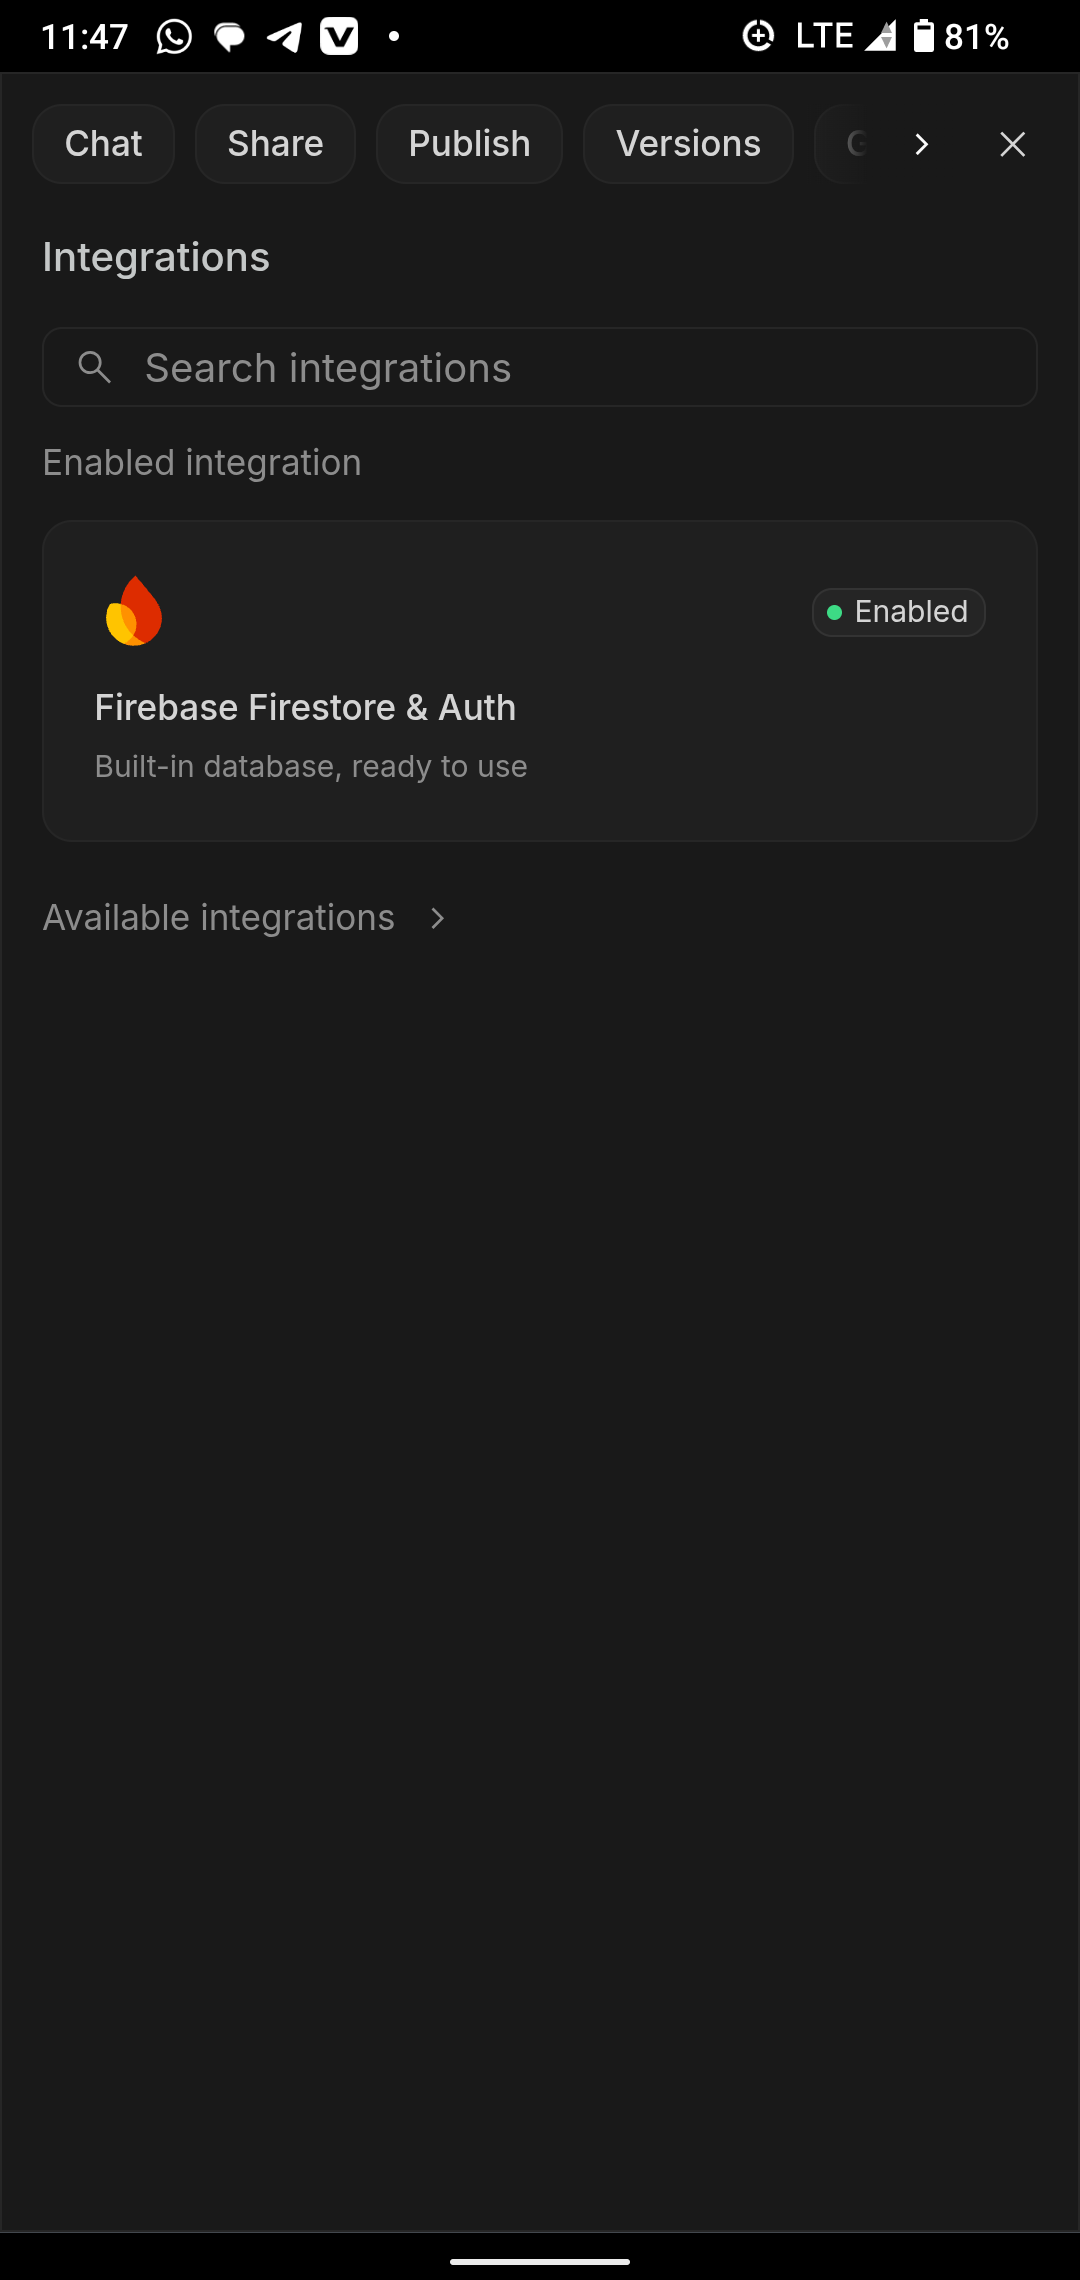 11:47 LTE 81%
Chat Share Publish Versions G
Integrations
Search integrations
Enabled integration
Enabled
Firebase Firestore & Auth
Built-in database, ready to use
Available integrations